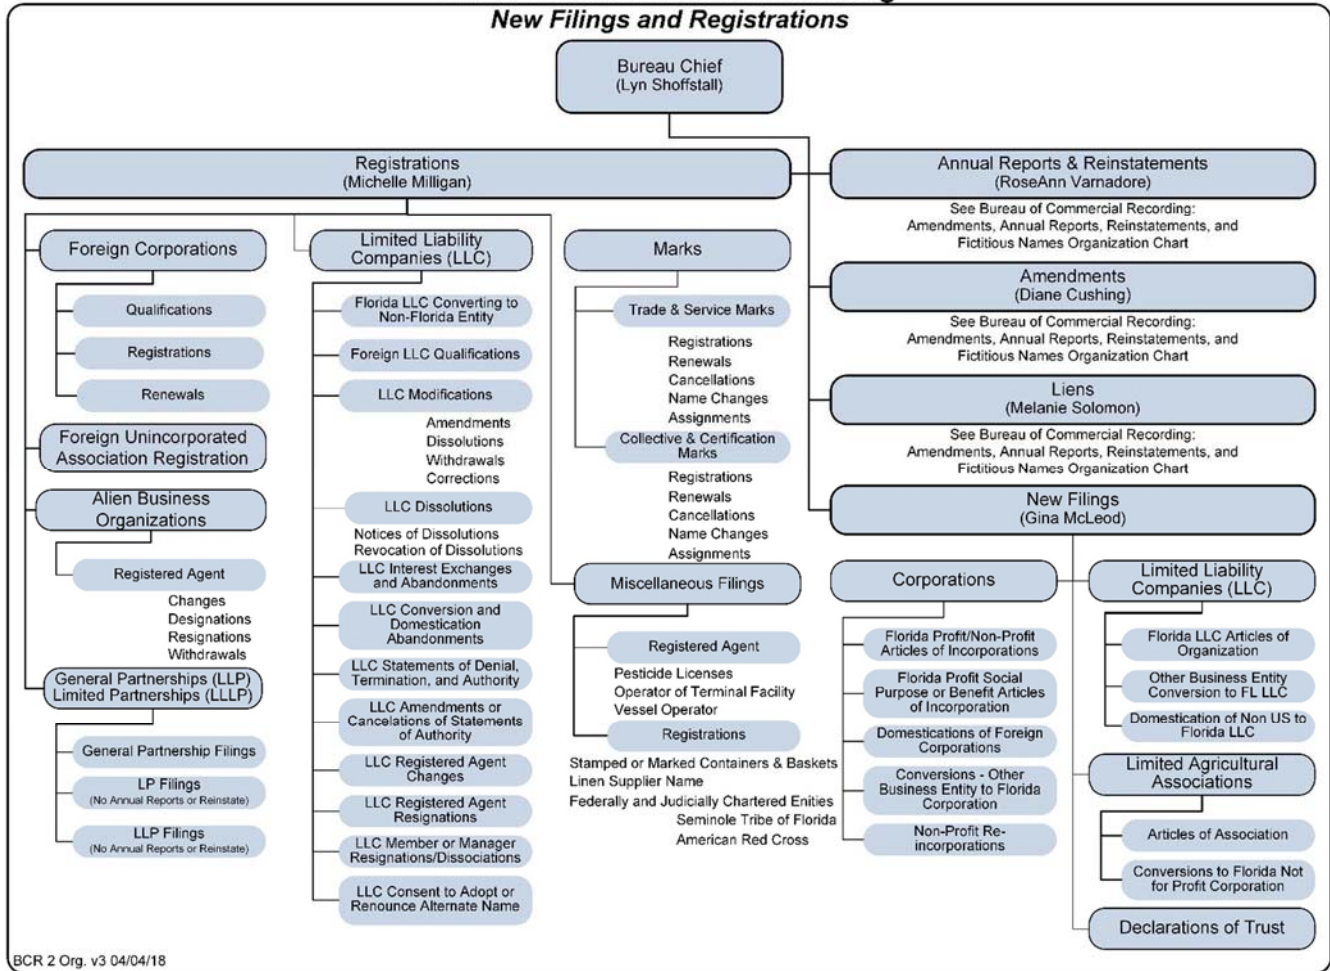 New Filings and Registrations
Bureau Chief
(Lyn Shoffstall)
Registrations
(Michelle Milligan)
Foreign Corporations
Qualifications
Registrations
Renewals
Foreign Unincorporated
Association Registration
Alien Business
Organizations
Registered Agent
Changes
Designations
Resignations
Withdrawals
General Partnerships (LLP)
Limited Partnerships (LLLP)
General Partnership Filings
LP Filings
(No Annual Reports or Reinstate)
LLP Filings
(No Annual Reports or Reinstate)
Limited Liability
Companies (LLC)
Florida LLC Converting to
Non-Florida Entity
Foreign LLC Qualifications
LLC Modifications
Amendments
Dissolutions
Withdrawals
Corrections
LLC Dissolutions
Notices of Dissolutions
Revocation of Dissolutions
LLC Interest Exchanges
and Abandonments
LLC Conversion and
Domestication
Abandonments
LLC Statements of Denial,
Termination, and Authority
LLC Amendments or
Cancelations of Statements
of Authority
LLC Registered Agent
Changes
LLC Registered Agent
Resignations
LLC Member or Manager
Resignations/Dissociations
LLC Consent to Adopt or
Renounce Alternate Name
Marks
Trade & Service Marks
Registrations
Renewals
Cancellations
Name Changes
Assignments
Collective & Certification
Marks
Registrations
Renewals
Cancellations
Name Changes
Assignments
Miscellaneous Filings
Registered Agent
Pesticide Licenses
Operator of Terminal Facility
Vessel Operator
Registrations
Stamped or Marked Containers & Baskets
Linen Supplier Name
Federally and Judicially Chartered Enities
Seminole Tribe of Florida
American Red Cross
Annual Reports & Reinstatements
(RoseAnn Varnadore)
See Bureau of Commercial Recording:
Amendments, Annual Reports, Reinstatements, and
Fictitious Names Organization Chart
Amendments
(Diane Cushing)
See Bureau of Commercial Recording:
Amendments, Annual Reports, Reinstatements, and
Fictitious Names Organization Chart
Liens
(Melanie Solomon)
See Bureau of Commercial Recording:
Amendments, Annual Reports, Reinstatements, and
Fictitious Names Organization Chart
New Filings
(Gina McLeod)
Corporations
Florida Profit/Non-Profit
Articles of Incorporations
Florida Profit Social
Purpose or Benefit Articles
of Incorporation
Domestications of Foreign
Corporations
Conversions - Other
Business Entity to Florida
Corporation
Non-Profit Re-
incorporations
Limited Liability
Companies (LLC)
Florida LLC Articles of
Organization
Other Business Entity
Conversion to FL LLC
Domestication of Non US to
Florida LLC
Limited Agricultural
Associations
Articles of Association
Conversions to Florida Not
for Profit Corporation
Declarations of Trust
BCR 2 Org. v3 04/04/18